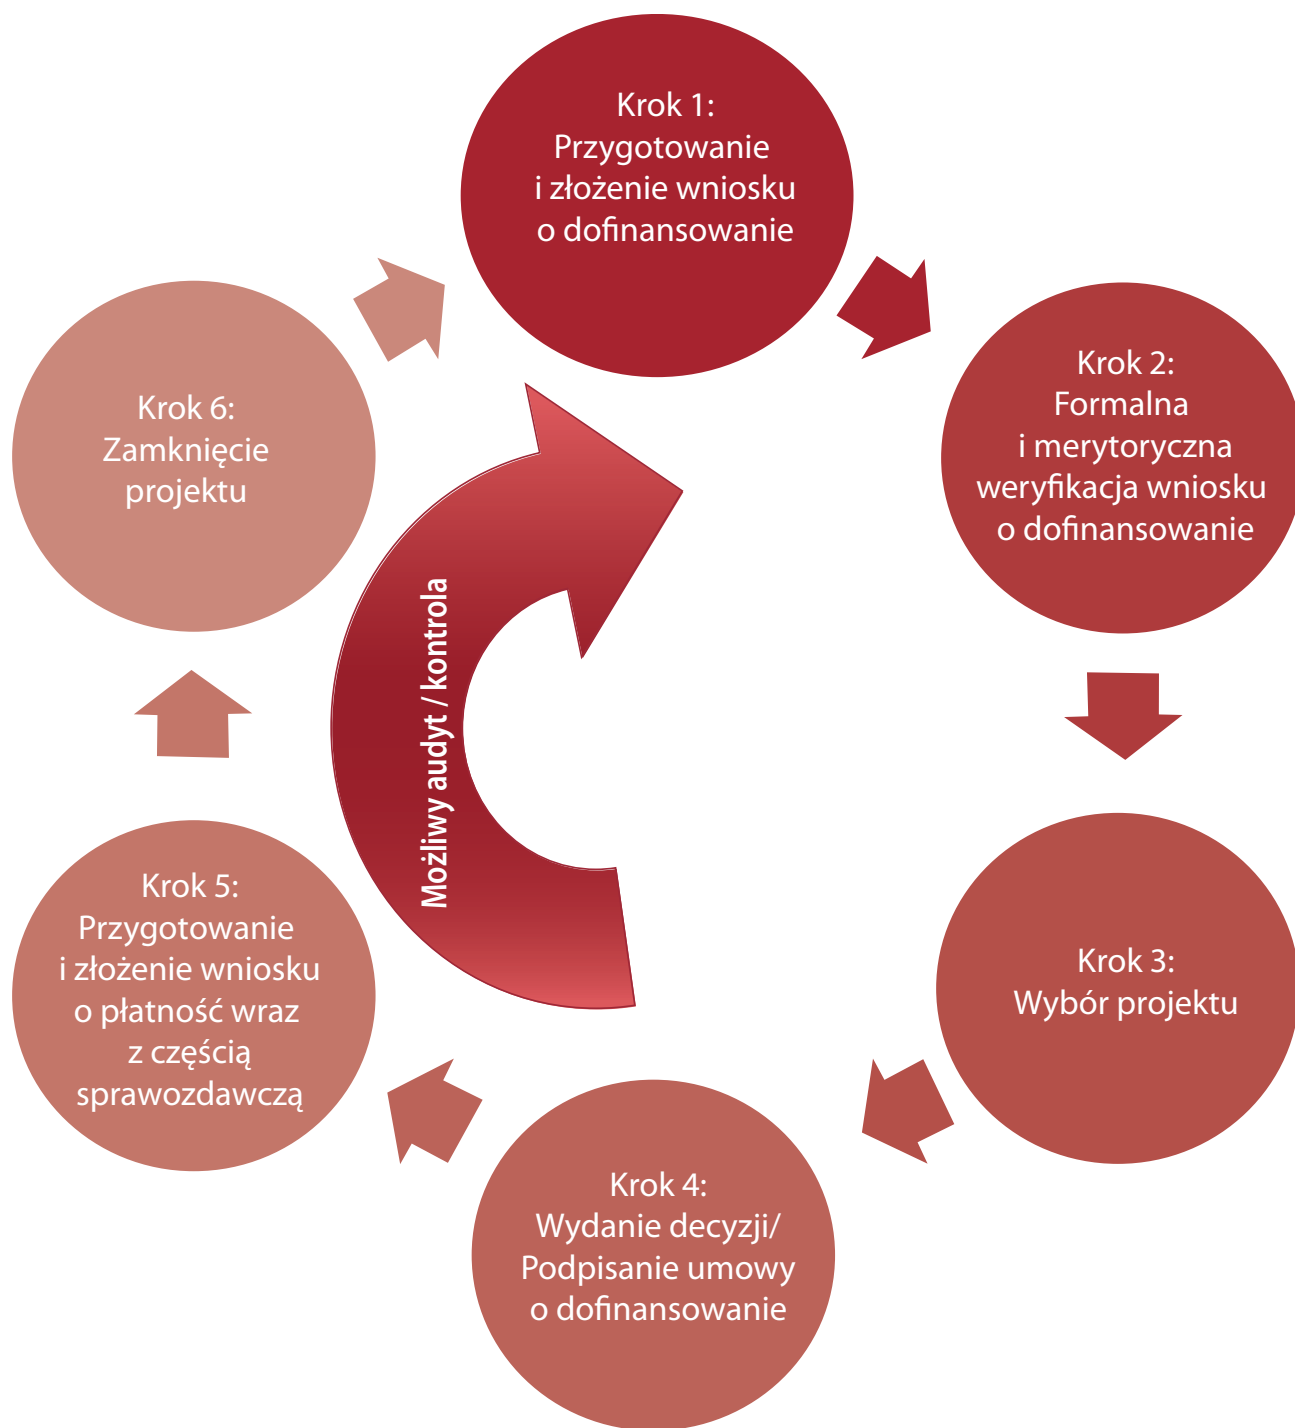 Krok 1:
Przygotowanie
i złożenie wniosku
o dofinansowanie
Krok 2:
Formalna
i merytoryczna
weryfikacja wniosku
o dofinansowanie
Krok 3:
Wybór projektu
Krok 4:
Wydanie decyzji/
Podpisanie umowy
o dofinansowanie
Krok 5:
Przygotowanie
i złożenie wniosku
o płatność wraz
z częścią
sprawozdawczą
Krok 6:
Zamknięcie
projektu
Możliwy audyt / kontrola